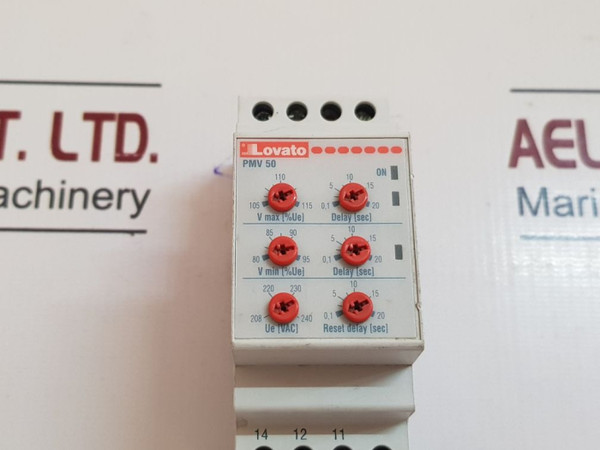 T. LTD.
achinery
AEL
Mari
Lovato
PMV 50
ON
110
105 115
V max [%Ue]
10
5 15
0,1 20
Delay [sec]
85 90
80 95
V min [%Ue]
10
5 15
0,1 20
Delay [sec]
220 230
208 240
Ue [VAC]
10
5 15
0,1 20
Reset delay [sec]
14 12 11